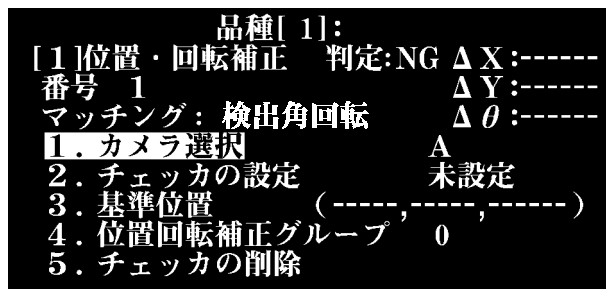 品種[ 1]:
[1]位置・回転補正 判定:NG ΔX:------
番号 1 ΔY:------
マッチング: 検出角回転 Δθ:------
1. カメラ選択 A
2. チェッカの設定 未設定
3. 基準位置 (-----,-----,------)
4. 位置回転補正グループ 0
5. チェッカの削除